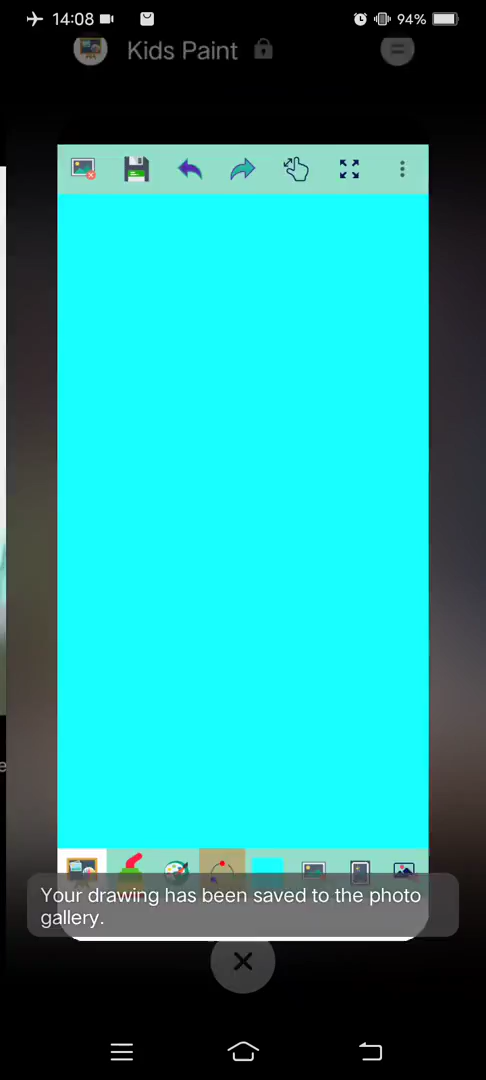 14:08
94%
Kids Paint
Your drawing has been saved to the photo
gallery.